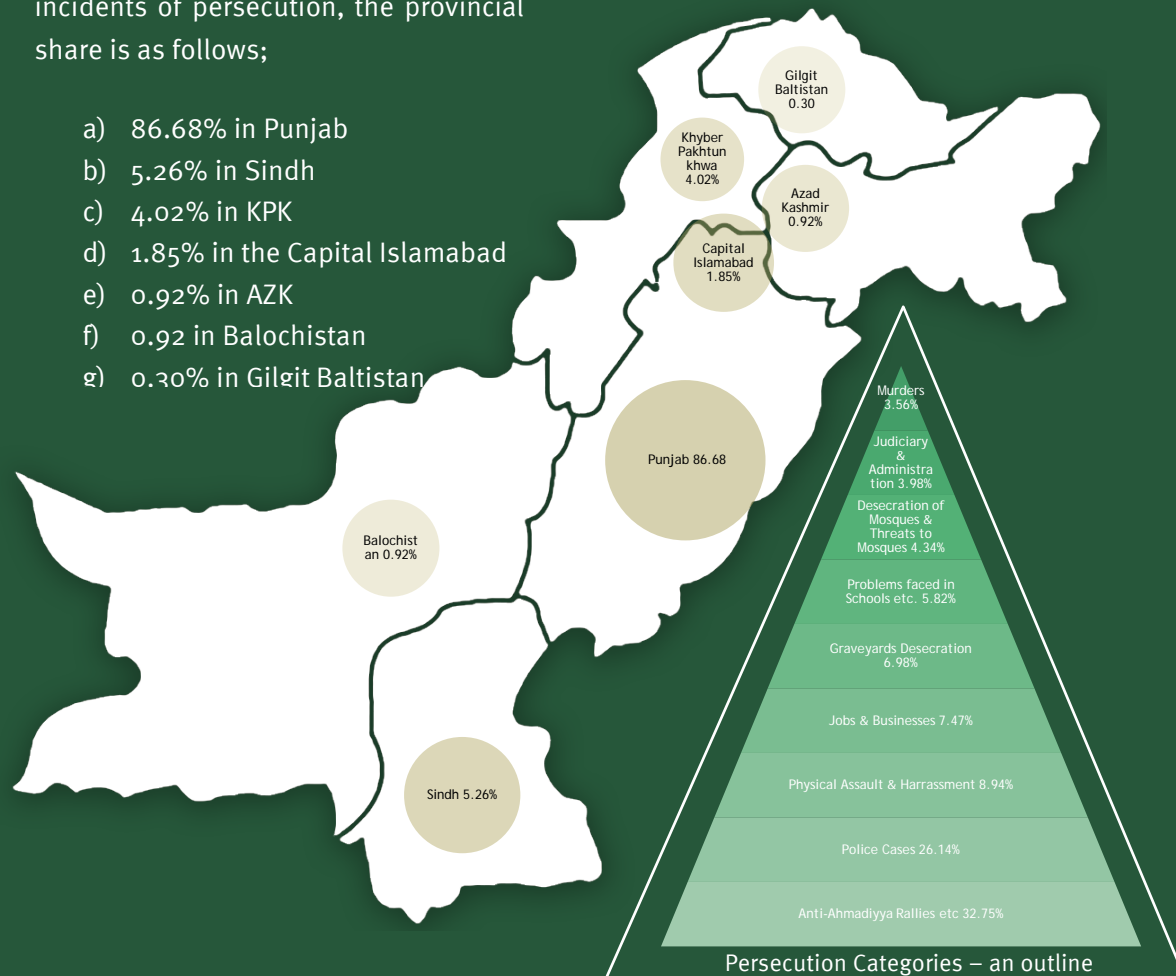 incidents of persecution, the provincial
share is as follows;
a) 86.68% in Punjab
b) 5.26% in Sindh
c) 4.02% in KPK
d) 1.85% in the Capital Islamabad
e) 0.92% in AZK
f) 0.92 in Balochistan
g) 0.30% in Gilgit Baltistan
Gilgit
Baltistan
0.30
Khyber
Pakhtun
khwa
4.02%
Azad
Kashmir
0.92%
Capital
Islamabad
1.85%
Punjab 86.68
Balochist
an 0.92%
Sindh 5.26%
Murders
3.56%
Judiciary
&
Administra
tion 3.98%
Desecration of
Mosques &
Threats to
Mosques 4.34%
Problems faced in
Schools etc. 5.82%
Graveyards Desecration
6.98%
Jobs & Businesses 7.47%
Physical Assault & Harrassment 8.94%
Police Cases 26.14%
Anti-Ahmadiyya Rallies etc 32.75%
Persecution Categories – an outline